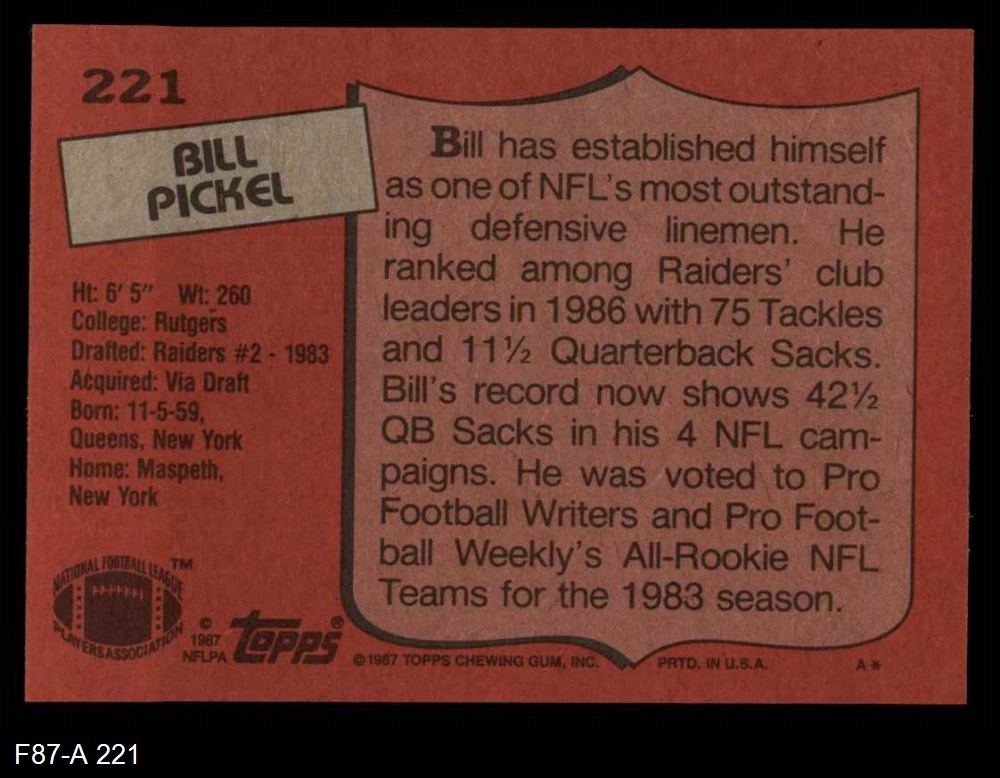 221
BILL
PICKEL
Ht: 6' 5" Wt: 260
College: Rutgers
Drafted: Raiders #2 - 1983
Acquired: Via Draft
Born: 11-5-59,
Queens, New York
Home: Maspeth,
New York
Bill has established himself
as one of NFL's most outstand-
ing defensive linemen. He
ranked among Raiders' club
leaders in 1986 with 75 Tackles
and 11½ Quarterback Sacks.
Bill's record now shows 42½
QB Sacks in his 4 NFL cam-
paigns. He was voted to Pro
Football Writers and Pro Foot-
ball Weekly's All-Rookie NFL
Teams for the 1983 season.
NATIONAL FOOTBALL LEAGUE ™
PLAYERS ASSOCIATION
©
1987
NFLPA
topps®
© 1987 TOPPS CHEWING GUM, INC. PRTD. IN U.S.A. A*
F87-A 221